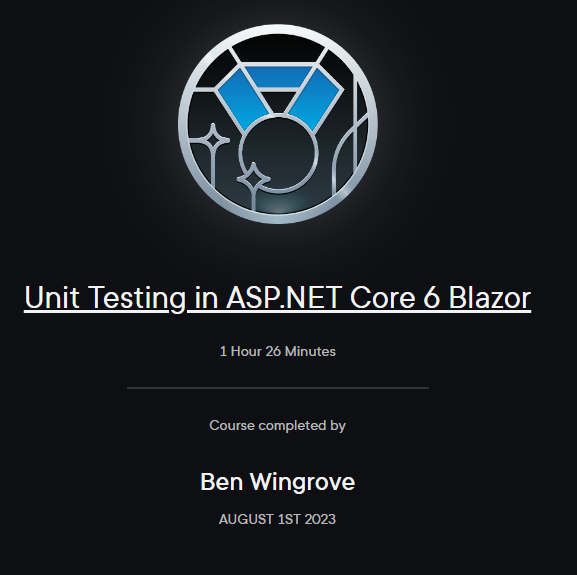 Unit Testing in ASP.NET Core 6 Blazor
1 Hour 26 Minutes
Course completed by
Ben Wingrove
AUGUST 1ST 2023